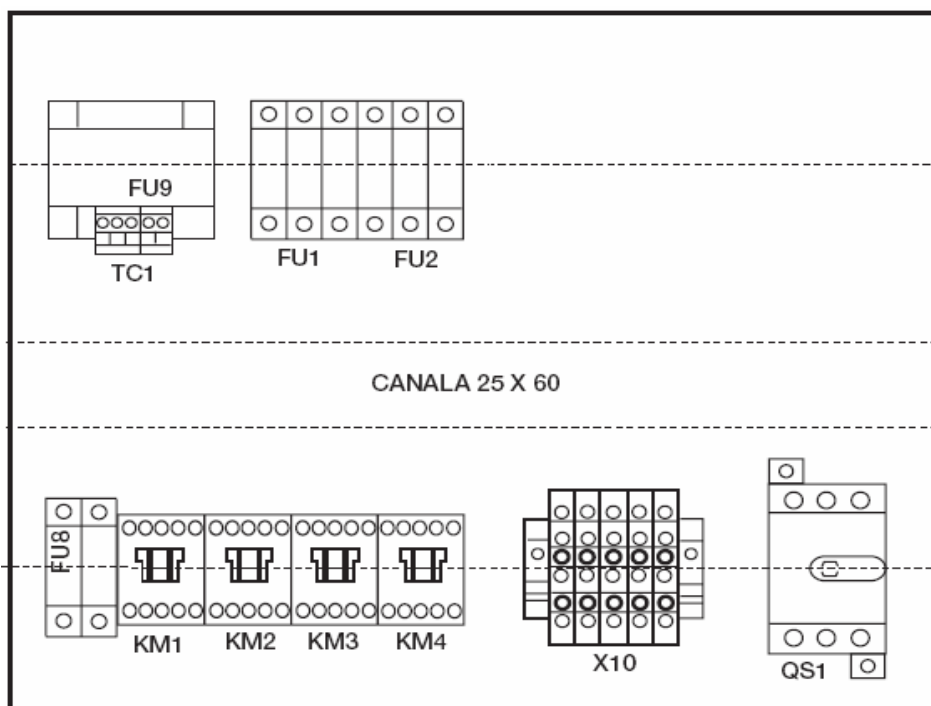 FU9
TC1
FU1
FU2
CANALA 25 X 60
FU8
KM1
KM2
KM3
KM4
X10
QS1